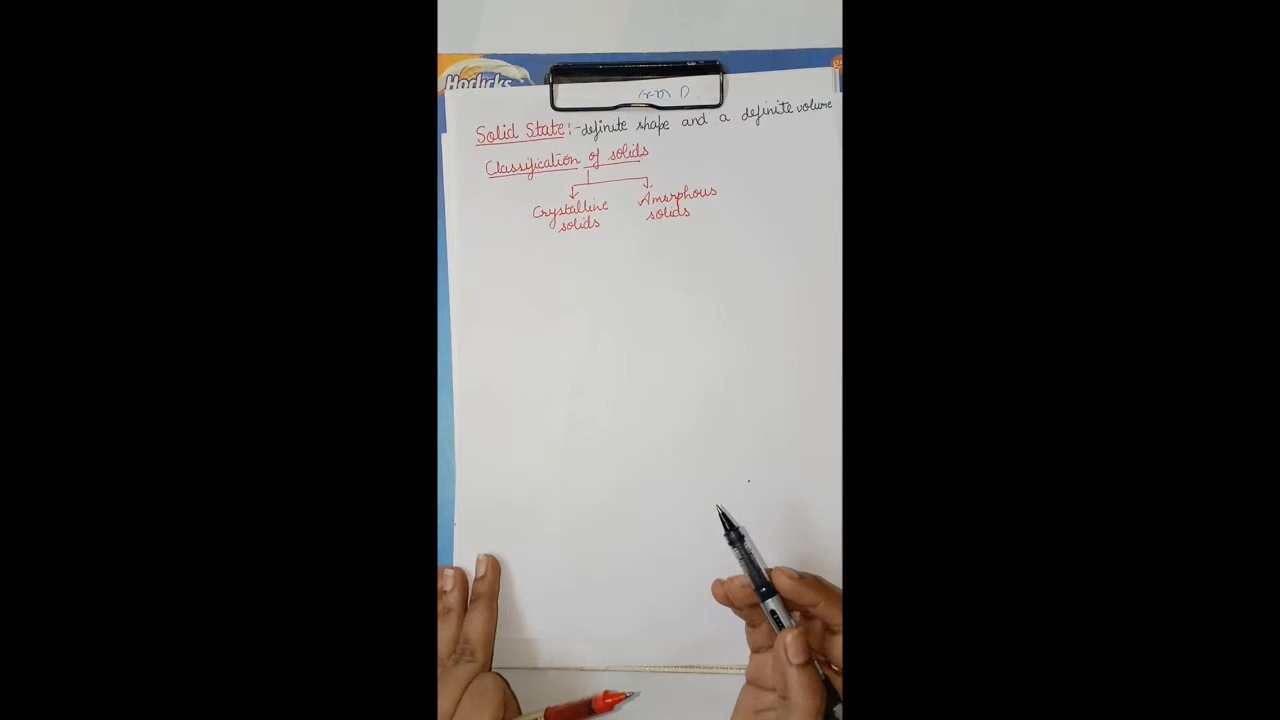 Horlicks
Solid State:- definite shape and a definite volume
Classification of solids
Crystalline solids
Amorphous solids